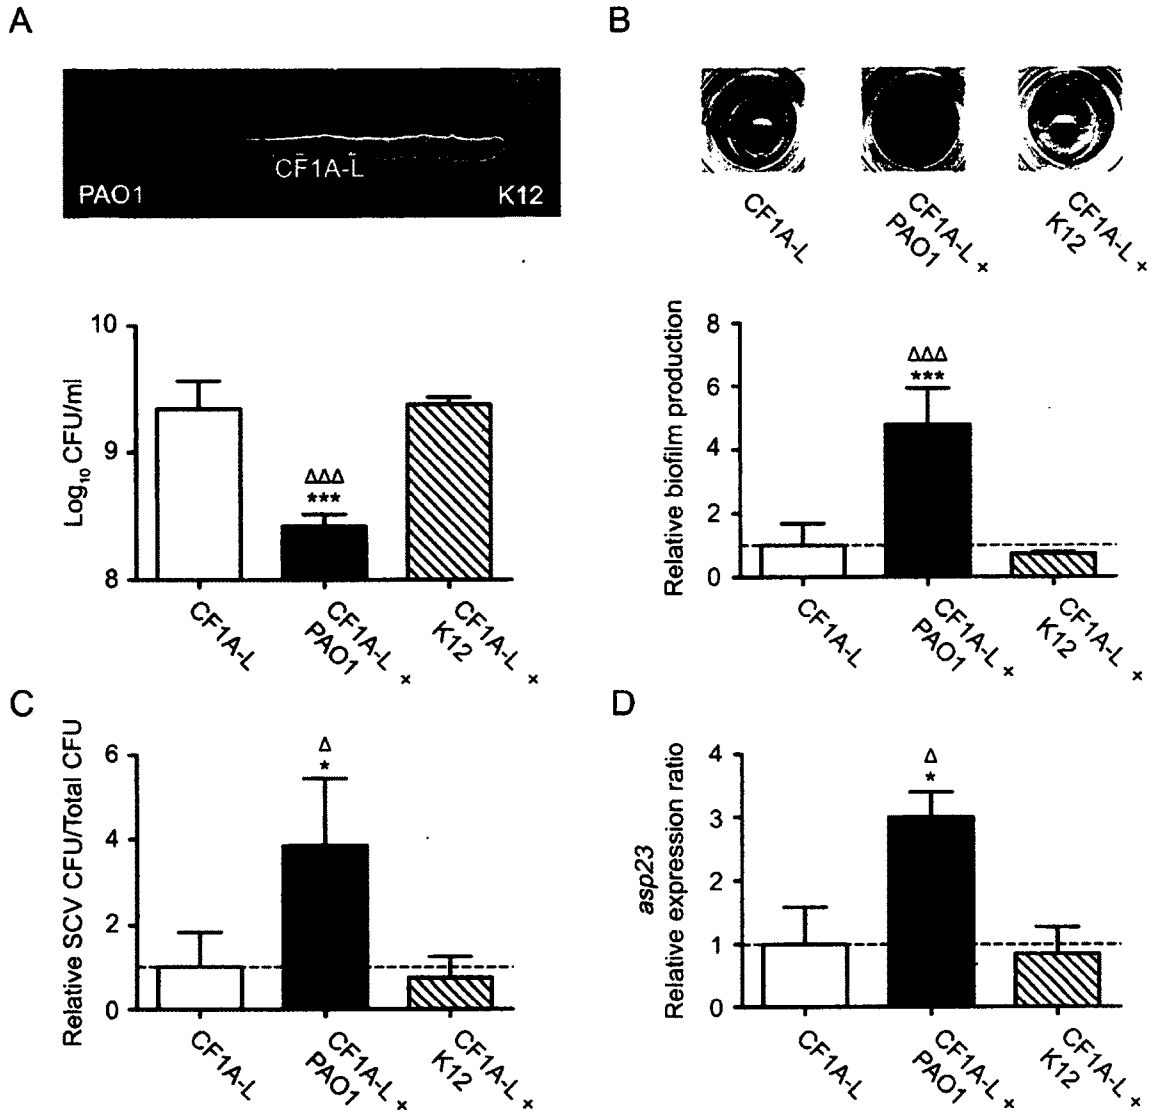 A
CF1A-L
PAO1
K12
Log10 CFU/ml
10
9
8
ΔΔΔ
***
CF1A-L
CF1A-L x
PAO1
CF1A-L x
K12
B
CF1A-L
CF1A-L x
PAO1
CF1A-L x
K12
Relative biofilm production
8
6
4
2
0
ΔΔΔ
***
CF1A-L
CF1A-L x
PAO1
CF1A-L x
K12
C
Relative SCV CFU/Total CFU
6
4
2
0
Δ
*
CF1A-L
CF1A-L x
PAO1
CF1A-L x
K12
D
asp23
Relative expression ratio
4
3
2
1
0
Δ
*
CF1A-L
CF1A-L x
PAO1
CF1A-L x
K12